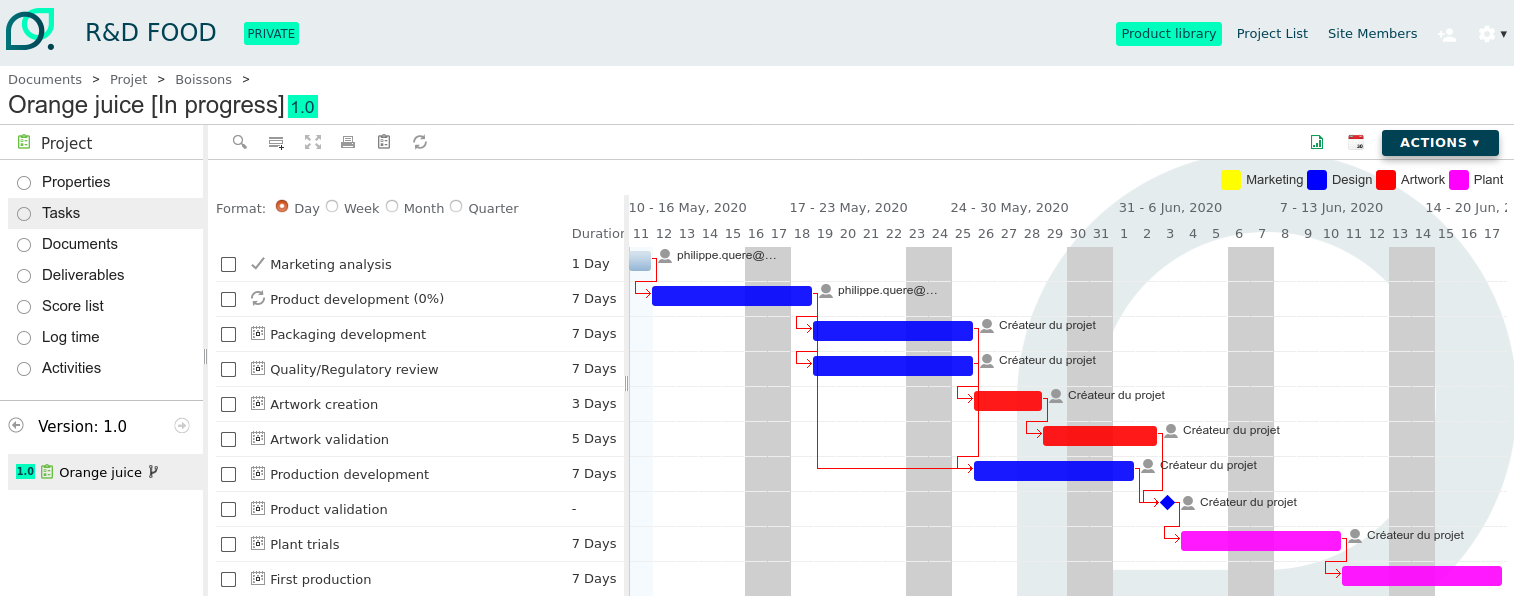 R&D FOOD PRIVATE Product library Project List Site Members
Documents > Projet > Boissons >
Orange juice [In progress] 1.0
Project
ACTIONS ▾
Properties
Tasks
Documents
Deliverables
Score list
Log time
Activities
Version: 1.0
1.0 Orange juice
Marketing Design Artwork Plant
Format: Day Week Month Quarter
10 - 16 May, 2020 17 - 23 May, 2020 24 - 30 May, 2020 31 - 6 Jun, 2020 7 - 13 Jun, 2020 14 - 20 Jun,
Duration 11 12 13 14 15 16 17 18 19 20 21 22 23 24 25 26 27 28 29 30 31 1 2 3 4 5 6 7 8 9 10 11 12 13 14 15 16 17
Marketing analysis 1 Day philippe.quere@...
Product development (0%) 7 Days philippe.quere@...
Packaging development 7 Days Créateur du projet
Quality/Regulatory review 7 Days Créateur du projet
Artwork creation 3 Days Créateur du projet
Artwork validation 5 Days Créateur du projet
Production development 7 Days Créateur du projet
Product validation - Créateur du projet
Plant trials 7 Days Créateur du projet
First production 7 Days